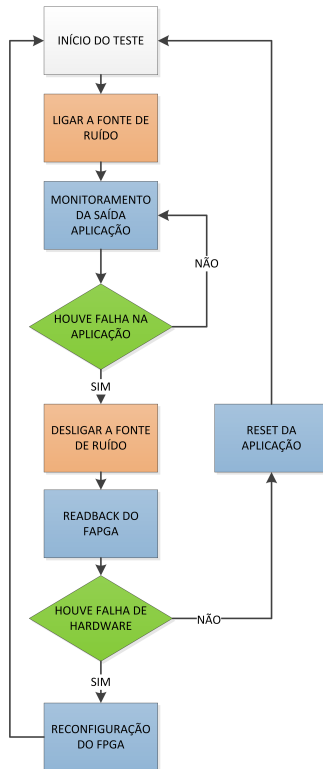 INÍCIO DO TESTE
LIGAR A FONTE DE
RUÍDO
MONITORAMENTO
DA SAÍDA
APLICAÇÃO
NÃO
HOUVE FALHA NA
APLICAÇÃO
SIM
DESLIGAR A FONTE
DE RUÍDO
RESET DA
APLICAÇÃO
READBACK DO
FAPGA
HOUVE FALHA DE
HARDWARE
NÃO
SIM
RECONFIGURAÇÃO
DO FPGA